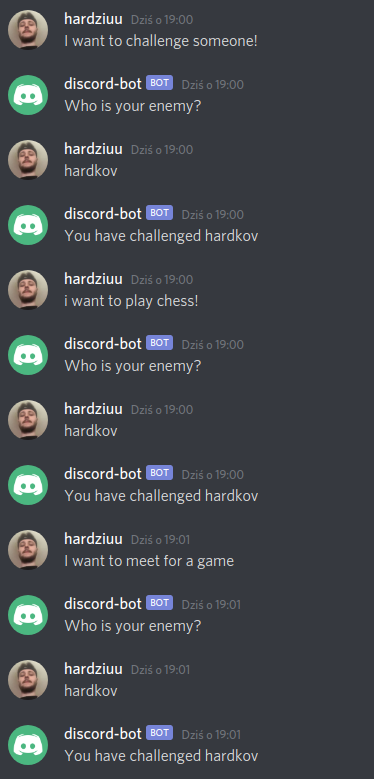 hardziuu Dziś o 19:00
I want to challenge someone!
discord-bot BOT Dziś o 19:00
Who is your enemy?
hardziuu Dziś o 19:00
hardkov
discord-bot BOT Dziś o 19:00
You have challenged hardkov
hardziuu Dziś o 19:00
i want to play chess!
discord-bot BOT Dziś o 19:00
Who is your enemy?
hardziuu Dziś o 19:00
hardkov
discord-bot BOT Dziś o 19:00
You have challenged hardkov
hardziuu Dziś o 19:01
I want to meet for a game
discord-bot BOT Dziś o 19:01
Who is your enemy?
hardziuu Dziś o 19:01
hardkov
discord-bot BOT Dziś o 19:01
You have challenged hardkov